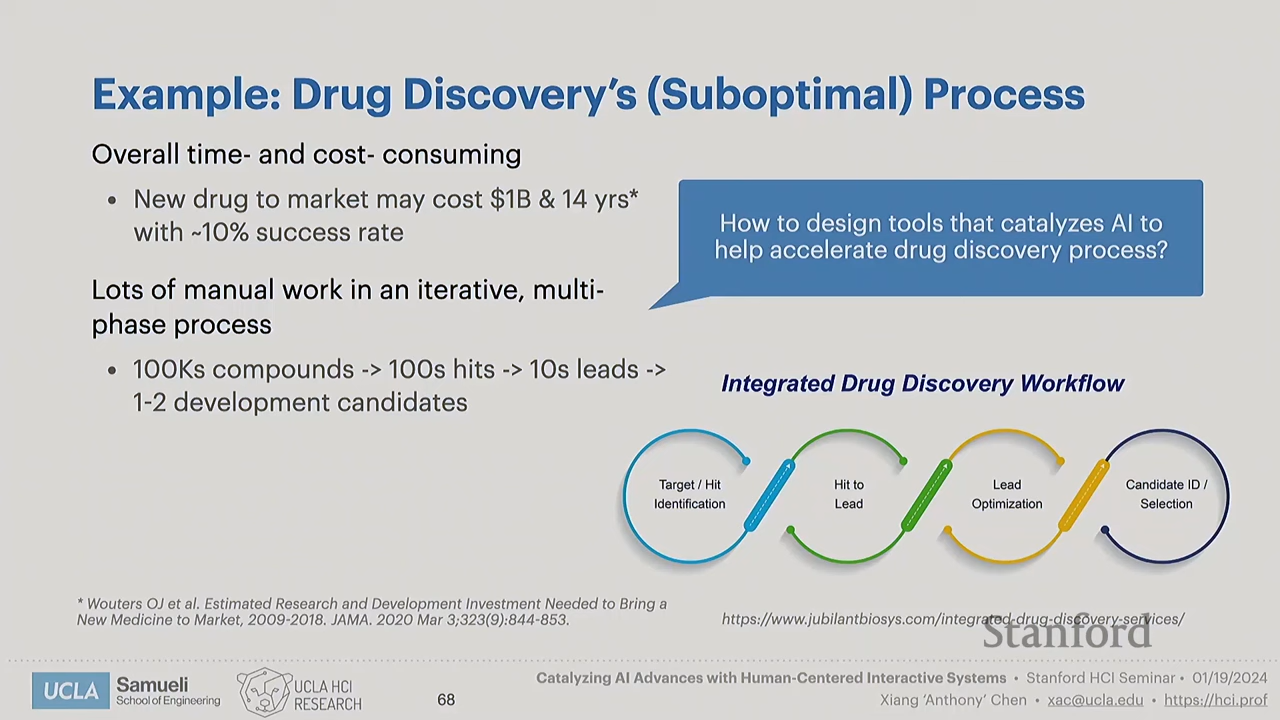 Example: Drug Discovery's (Suboptimal) Process
Overall time- and cost- consuming
• New drug to market may cost $1B & 14 yrs*
with ~10% success rate
Lots of manual work in an iterative, multi-
phase process
• 100Ks compounds -> 100s hits -> 10s leads ->
1-2 development candidates
How to design tools that catalyzes AI to
help accelerate drug discovery process?
Integrated Drug Discovery Workflow
Target / Hit
Identification
Hit to
Lead
Lead
Optimization
Candidate ID /
Selection
* Wouters OJ et al. Estimated Research and Development Investment Needed to Bring a
New Medicine to Market, 2009-2018. JAMA. 2020 Mar 3;323(9):844-853.
https://www.jubilantbiosys.com/integrated-drug-discovery-services/
Stanford
UCLA
Samueli
School of Engineering
UCLA HCI
RESEARCH
68
Catalyzing AI Advances with Human-Centered Interactive Systems • Stanford HCI Seminar • 01/19/2024
Xiang 'Anthony' Chen • xac@ucla.edu • https://hci.prof